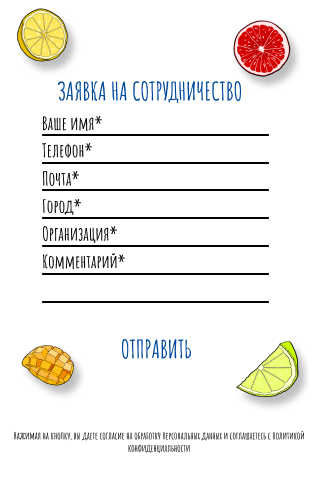 ЗАЯВКА НА СОТРУДНИЧЕСТВО
Ваше имя*
Телефон*
Почта*
Город*
Организация*
Комментарий*
ОТПРАВИТЬ
Нажимая на кнопку, вы даете согласие на обработку персональных данных и соглашаетесь с политикой
конфиденциальности